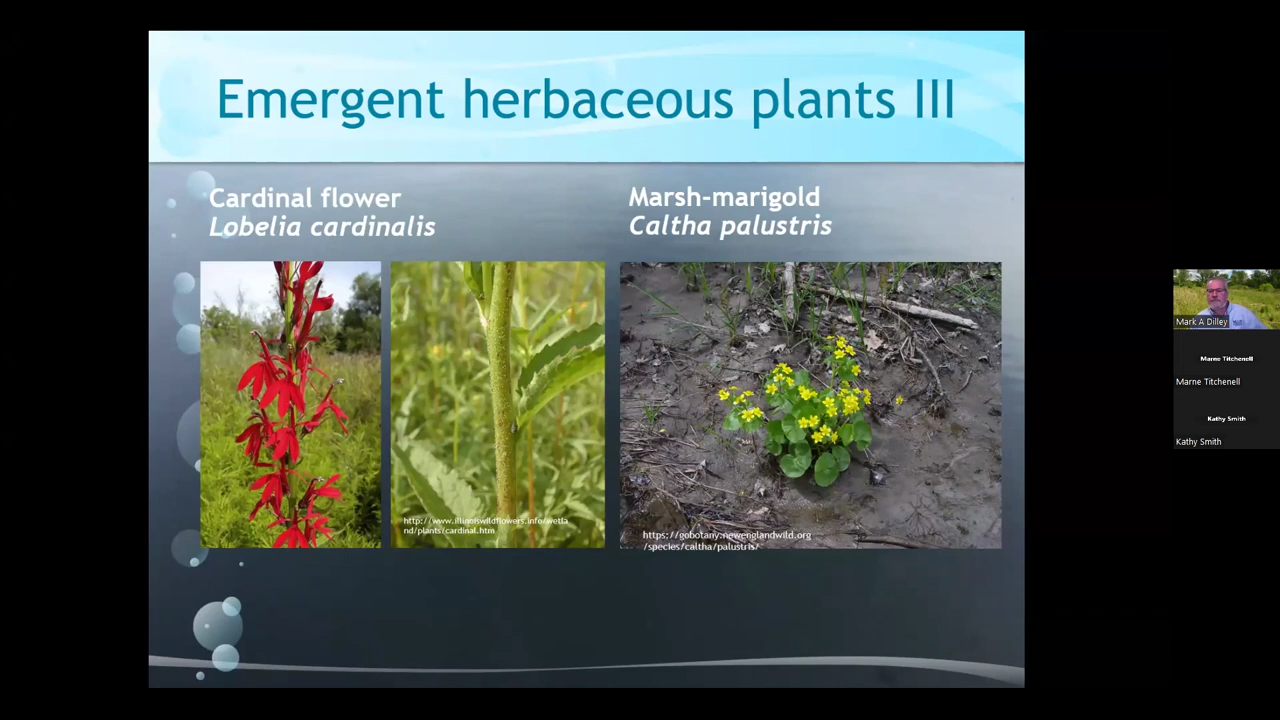 Emergent herbaceous plants III
Cardinal flower
Lobelia cardinalis
Marsh-marigold
Caltha palustris
http://www.illinoiswildflowers.info/wetla
nd/plants/cardinal.htm
https://gobotany.newenglandwild.org
/species/caltha/palustris/
Mark A Dilley
Marne Titchenell
Marne Titchenell
Kathy Smith
Kathy Smith